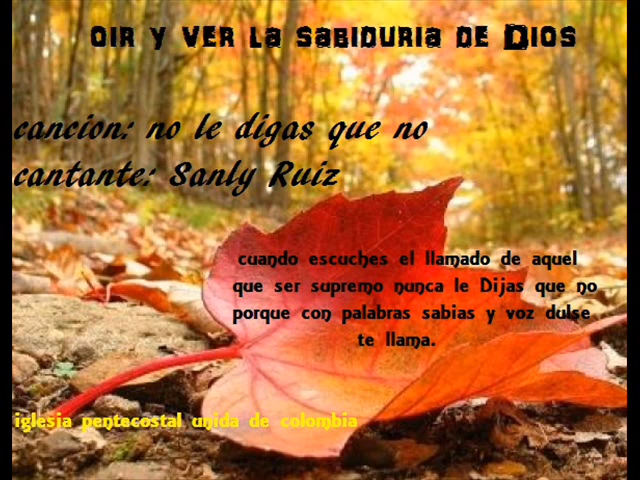 oir y ver la sabiduria de Dios
cancion: no le digas que no
cantante: Sanly Ruiz
cuando escuches el llamado de aquel
que ser supremo nunca le Dijas que no
porque con palabras sabias y voz dulse
te llama.
iglesia pentecostal unida de colombia